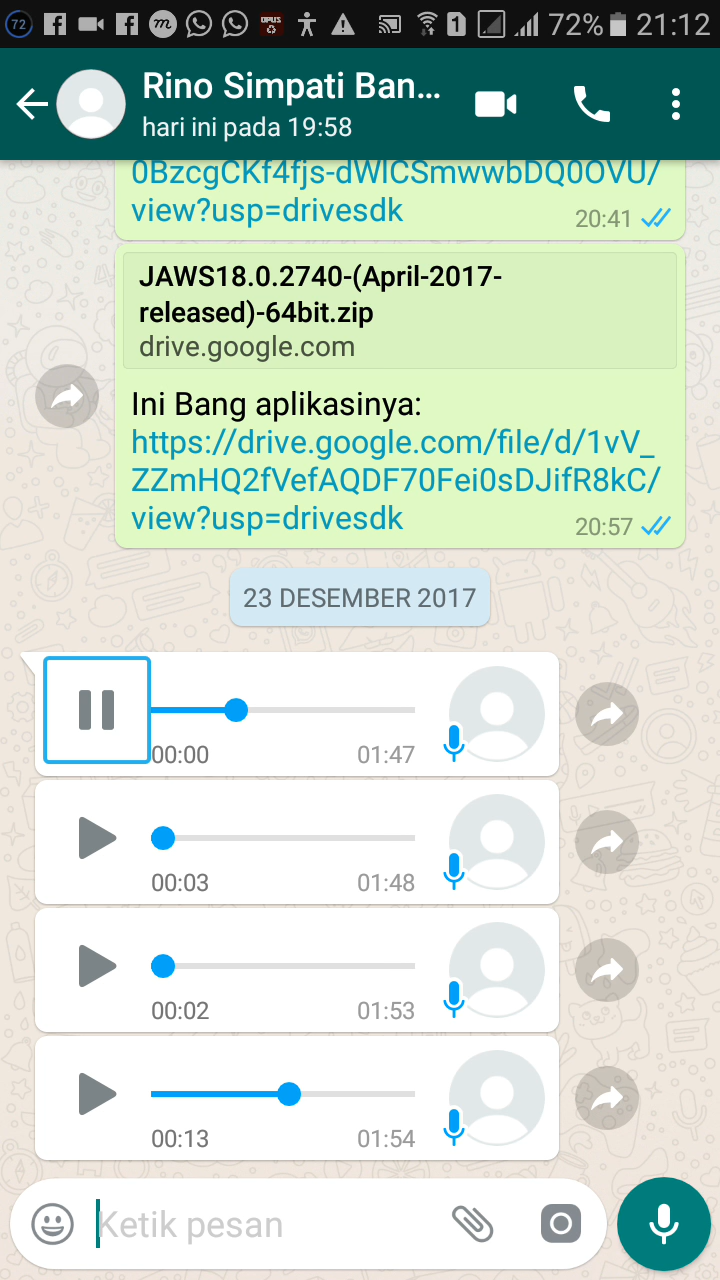 72 m OPUS 1 72% 21:12
Rino Simpati Ban...
hari ini pada 19:58
0BzcgCKf4fjs-dWlCSmwwbDQ0OVU/
view?usp=drivesdk
20:41
JAWS18.0.2740-(April-2017-
released)-64bit.zip
drive.google.com
Ini Bang aplikasinya:
https://drive.google.com/file/d/1vV_
ZZmHQ2fVefAQDF70Fei0sDJifR8kC/
view?usp=drivesdk
20:57
23 DESEMBER 2017
00:00 01:47
00:03 01:48
00:02 01:53
00:13 01:54
Ketik pesan